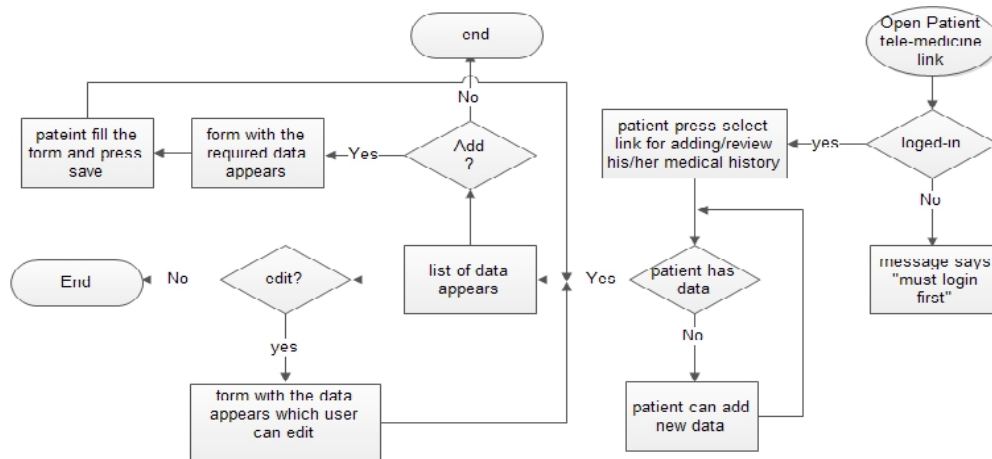 end
Open Patient
tele-medicine
link
No
pateint fill the
form and press
save
form with the
required data
appears
Yes
Add
?
patient press select
link for adding/review
his/her medical history
yes
loged-in
No
End
No
edit?
list of data
appears
Yes
patient has
data
message says
"must login
first"
yes
No
form with the data
appears which user
can edit
patient can add
new data